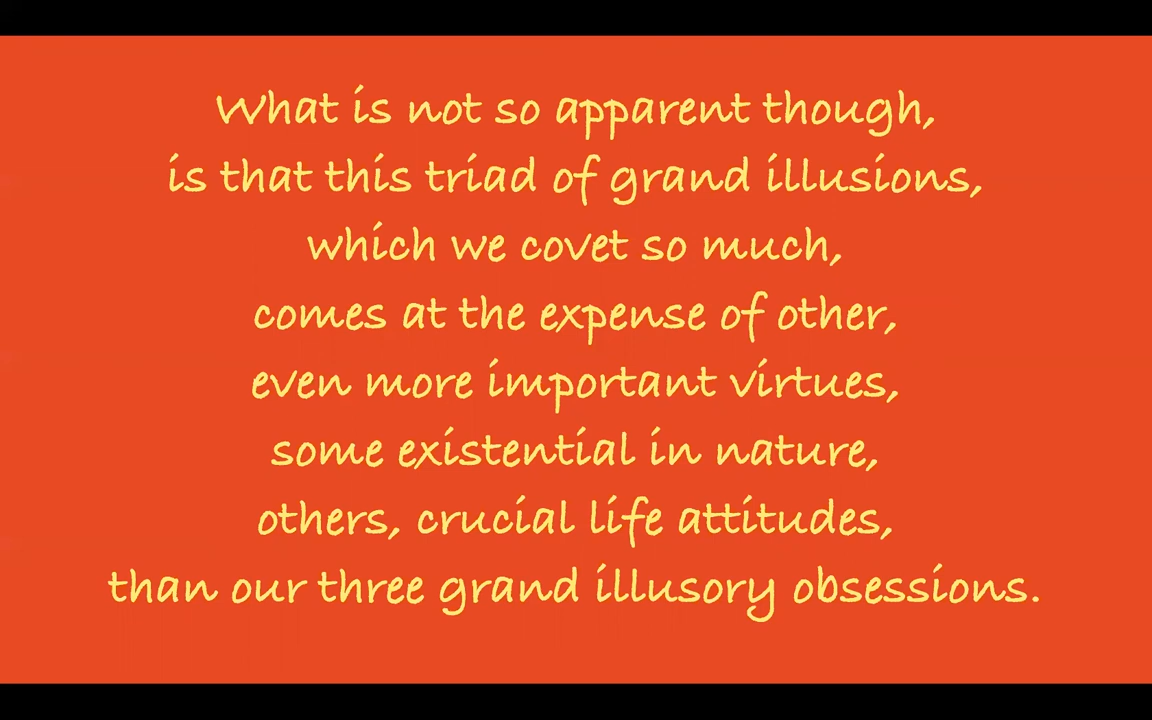 What is not so apparent though,
is that this triad of grand illusions,
which we covet so much,
comes at the expense of other,
even more important virtues,
some existential in nature,
others, crucial life attitudes,
than our three grand illusory obsessions.